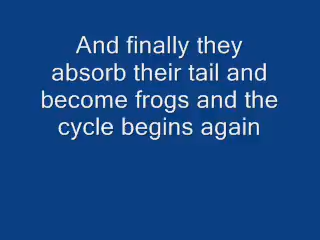 And finally they
absorb their tail and
become frogs and the
cycle begins again